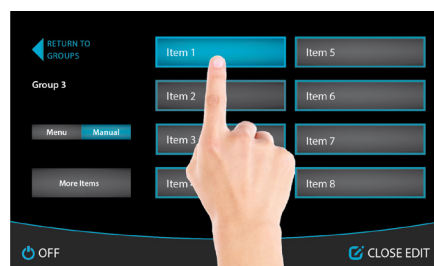 RETURN TO
GROUPS
Group 3
Menu Manual
More Items
Item 1
Item 2
Item 3
Item
Item 5
Item 6
Item 7
Item 8
OFF
CLOSE EDIT